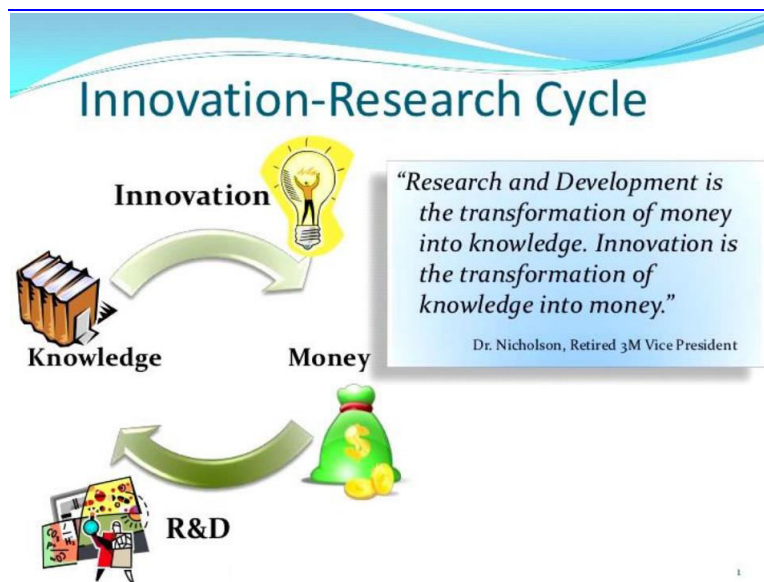 Innovation-Research Cycle
Innovation
Knowledge
Money
R&D
“Research and Development is
the transformation of money
into knowledge. Innovation is
the transformation of
knowledge into money.”
Dr. Nicholson, Retired 3M Vice President
1